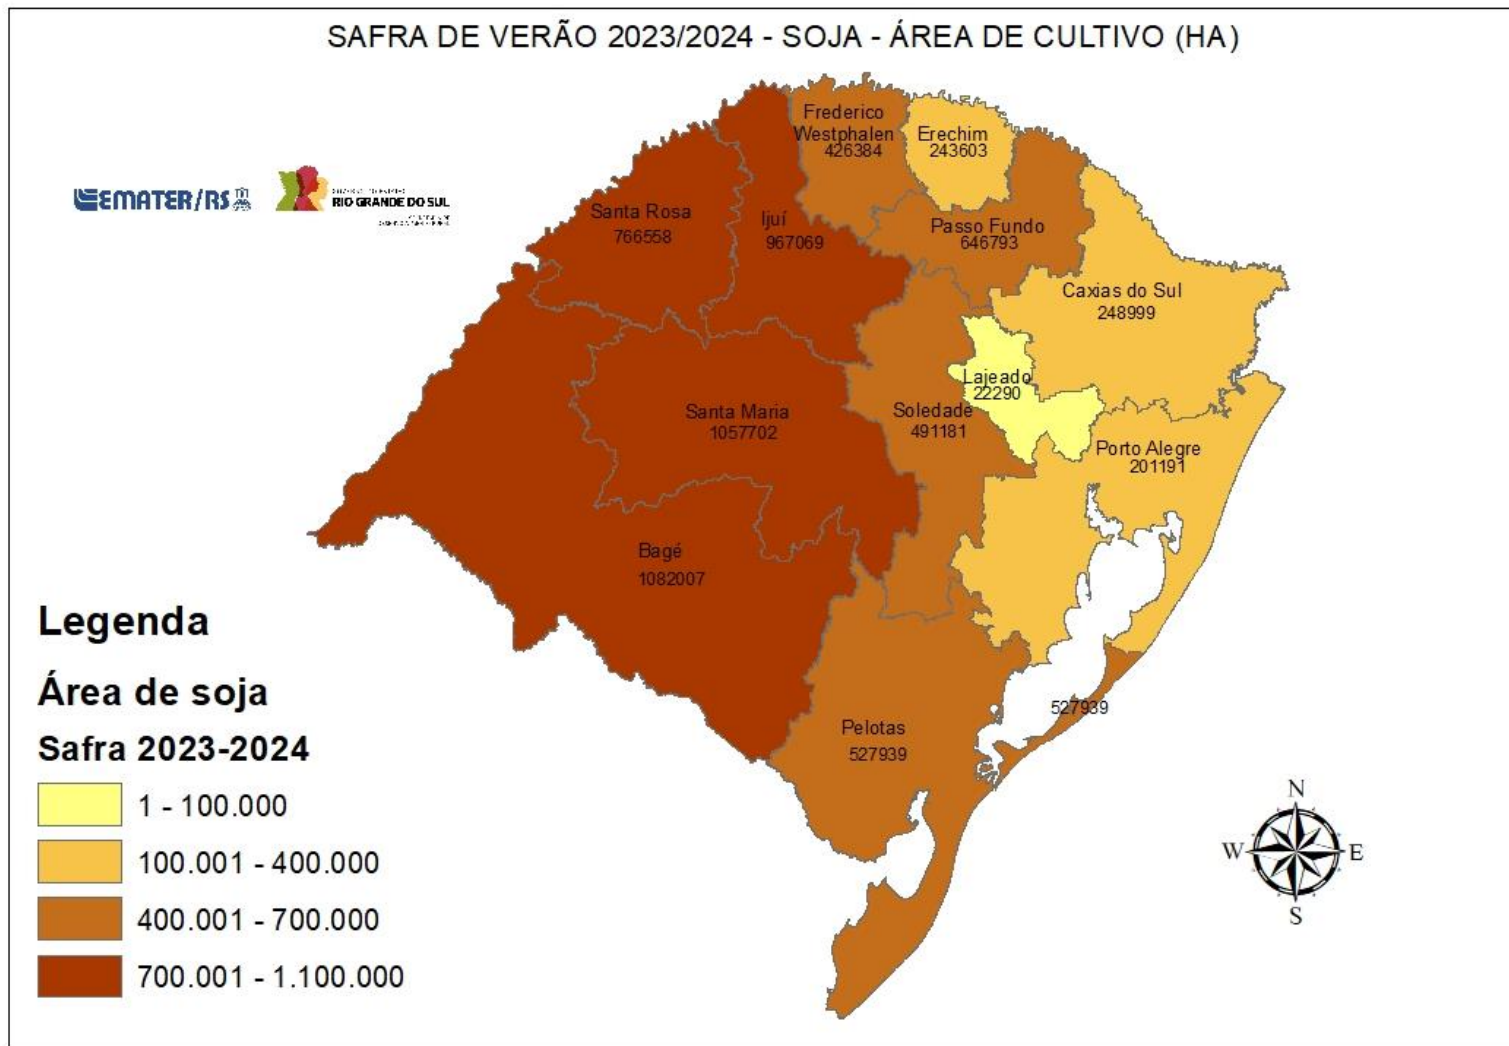 SAFRA DE VERÃO 2023/2024 - SOJA - ÁREA DE CULTIVO (HA)
EMATER/RS
RIO GRANDE DO SUL
Frederico
Westphalen
426384
Erechim
243603
Santa Rosa
766558
Ijuí
967069
Passo Fundo
646793
Caxias do Sul
248999
Lajeado
22290
Santa Maria
1057702
Soledade
491181
Porto Alegre
201191
Bagé
1082007
Pelotas
527939
527939
Legenda
Área de soja
Safra 2023-2024
1 - 100.000
100.001 - 400.000
400.001 - 700.000
700.001 - 1.100.000
N
W
E
S